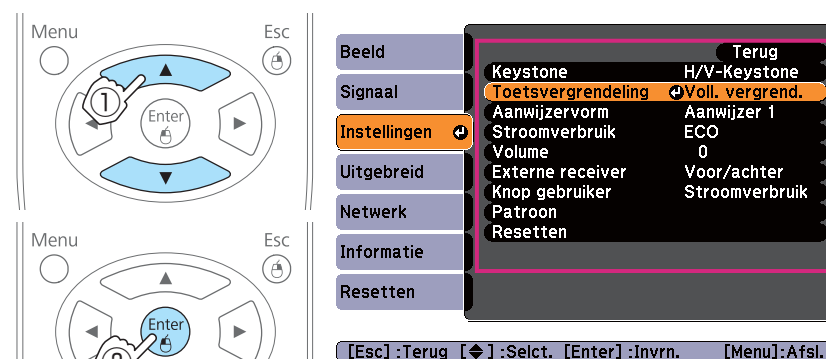 Menu
Esc
1
Enter
Menu
Esc
Enter
2
Beeld
Signaal
Instellingen
Uitgebreid
Netwerk
Informatie
Resetten
Terug
Keystone H/V-Keystone
Toetsvergrendeling Voll. vergrend.
Aanwijzervorm Aanwijzer 1
Stroomverbruik ECO
Volume 0
Externe receiver Voor/achter
Knop gebruiker Stroomverbruik
Patroon
Resetten
[Esc] :Terug [◆] :Selct. [Enter] :Invrn. [Menu]:Afsl.